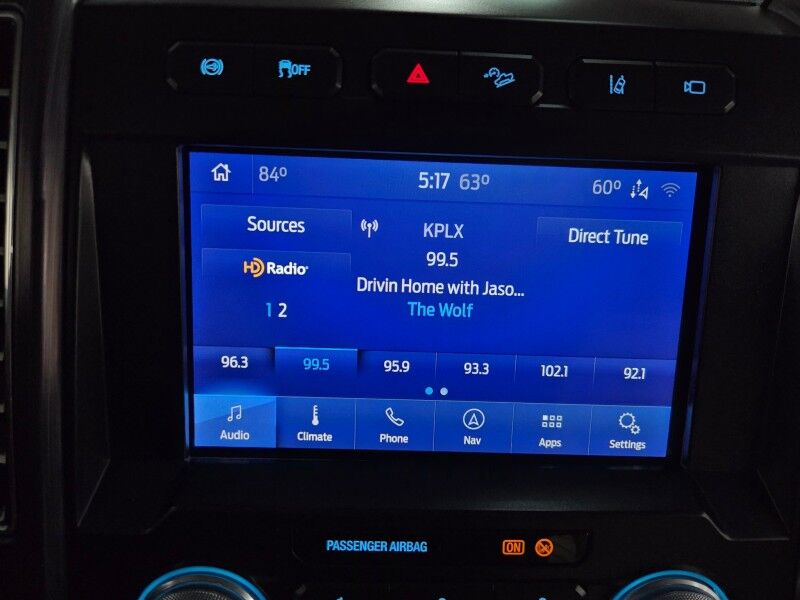 OFF
84° 5:17 63° 60°
Sources KPLX Direct Tune
99.5
HD Radio
Drivin Home with Jaso...
1 2 The Wolf
96.3 99.5 95.9 93.3 102.1 92.1
Audio Climate Phone Nav Apps Settings
PASSENGER AIRBAG ON